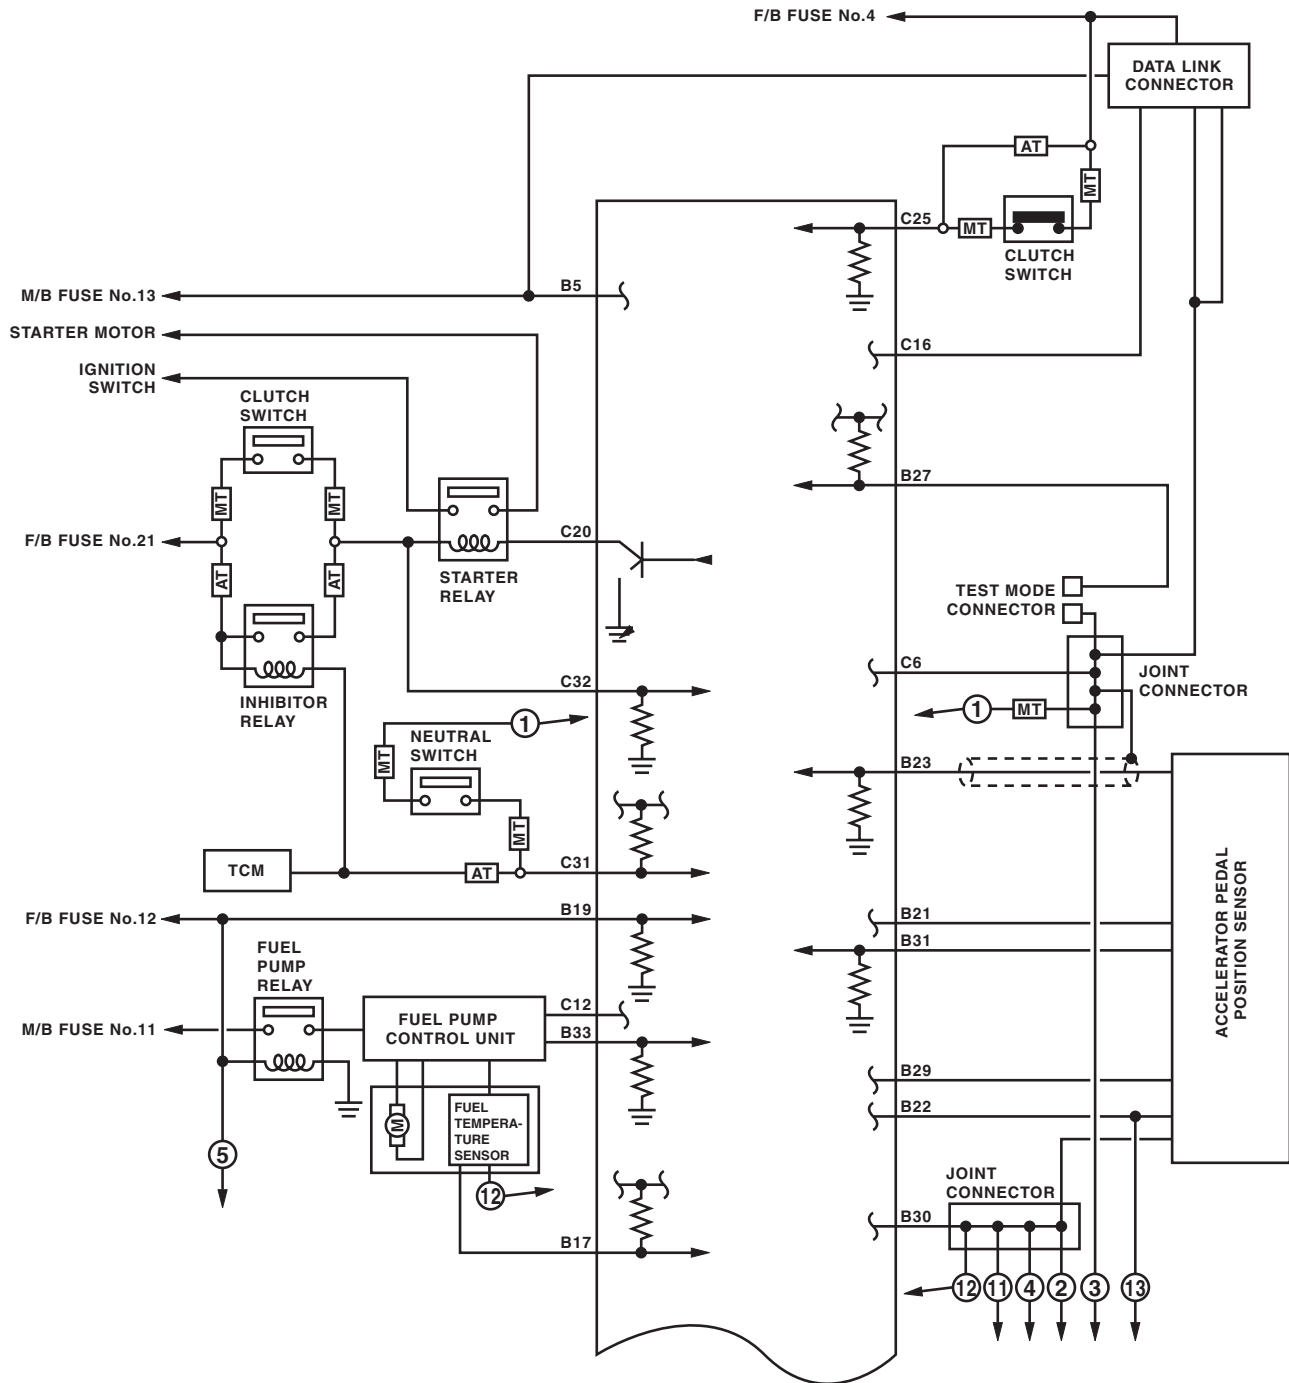 F/B FUSE No.4
DATA LINK
CONNECTOR
AT
MT
C25
MT
CLUTCH
SWITCH
M/B FUSE No.13
B5
STARTER MOTOR
C16
IGNITION
SWITCH
CLUTCH
SWITCH
B27
MT
MT
F/B FUSE No.21
C20
STARTER
RELAY
AT
AT
TEST MODE
CONNECTOR
C6
JOINT
CONNECTOR
INHIBITOR
RELAY
C32
1
MT
1
NEUTRAL
SWITCH
MT
B23
MT
TCM
AT
C31
F/B FUSE No.12
B19
B21
B31
ACCELERATOR PEDAL
POSITION SENSOR
FUEL
PUMP
RELAY
M/B FUSE No.11
FUEL PUMP
CONTROL UNIT
C12
B33
B29
B22
M
FUEL
TEMPERA-
TURE
SENSOR
5
12
JOINT
CONNECTOR
B30
B17
12
11
4
2
3
13